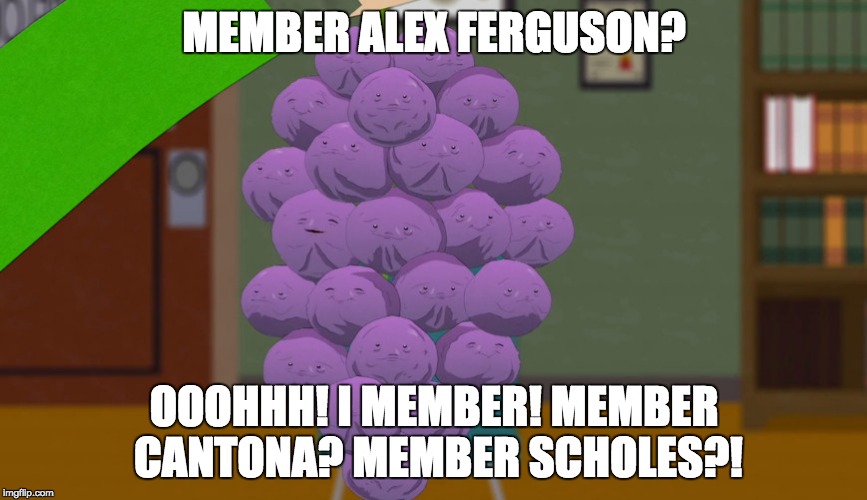 MEMBER ALEX FERGUSON?
OOOHHH! I MEMBER! MEMBER
CANTONA? MEMBER SCHOLES?!
imgflip.com